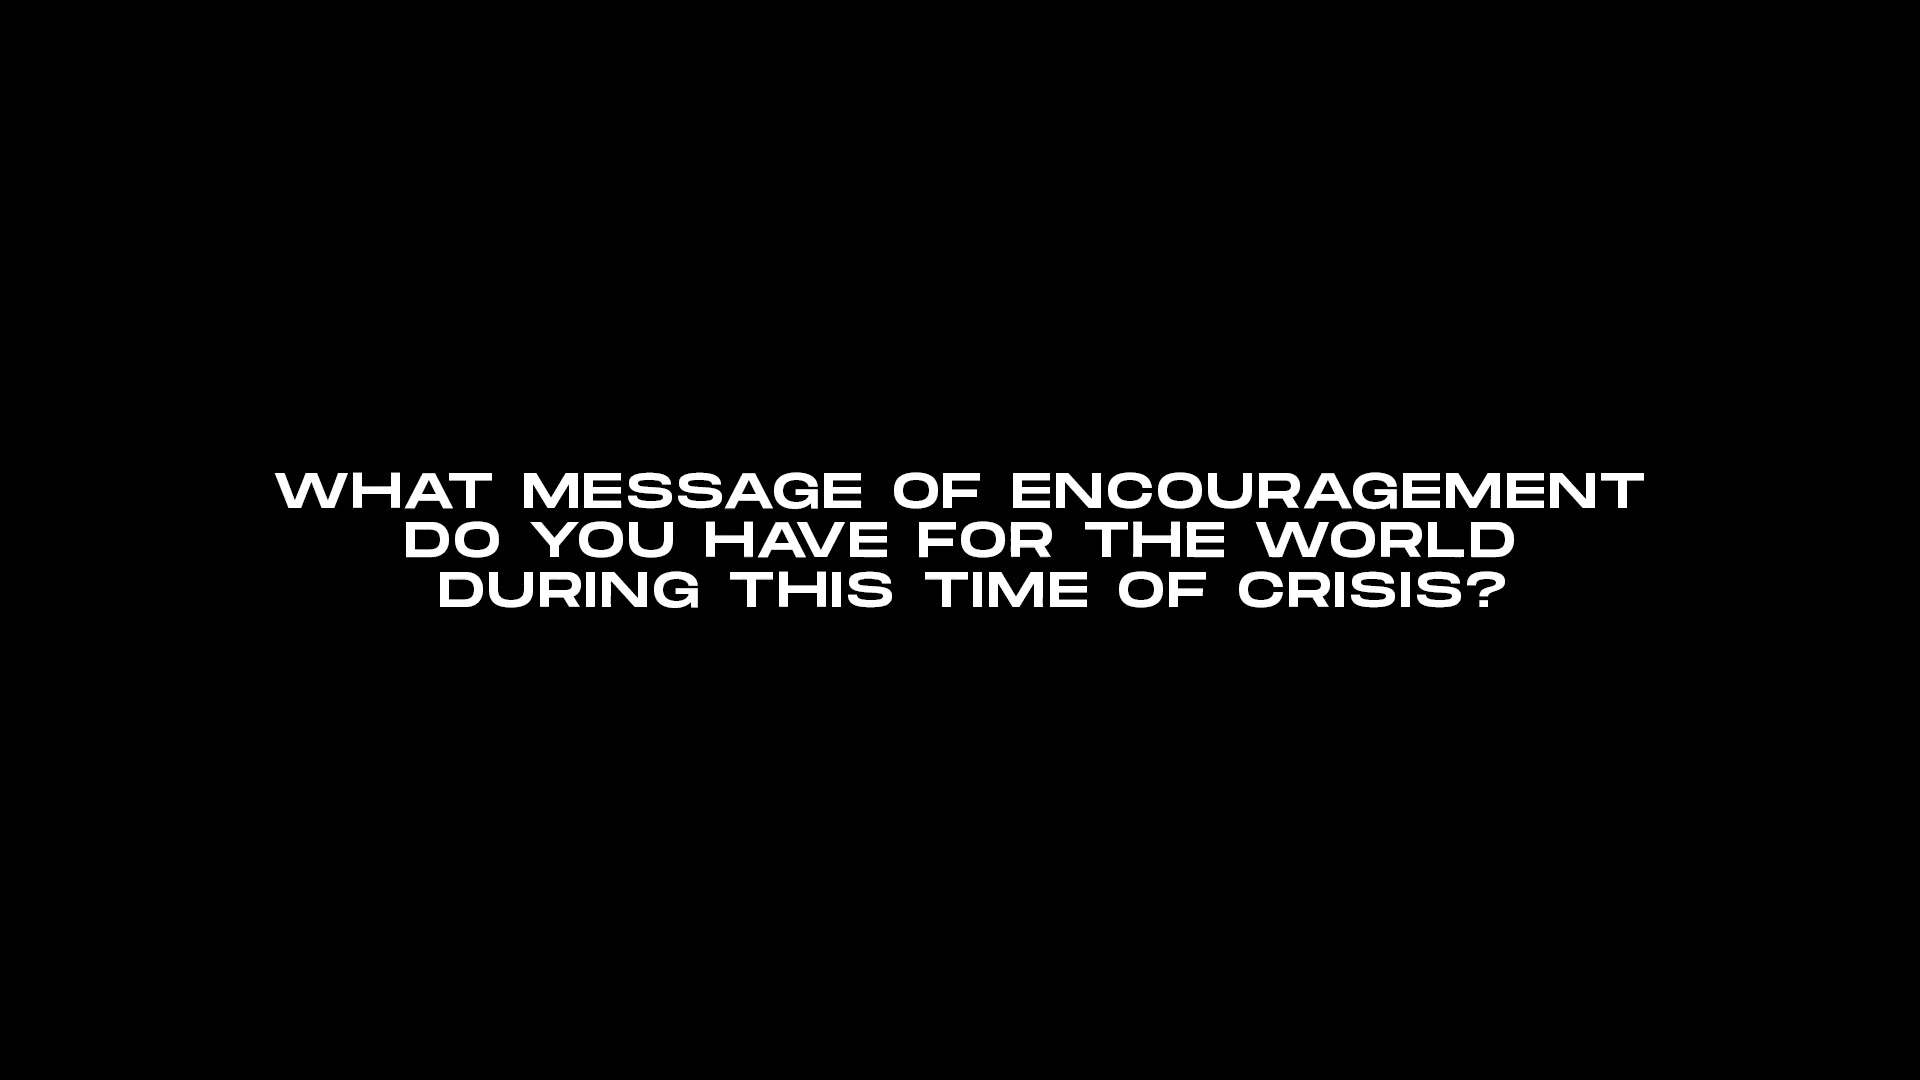 WHAT MESSAGE OF ENCOURAGEMENT
DO YOU HAVE FOR THE WORLD
DURING THIS TIME OF CRISIS?